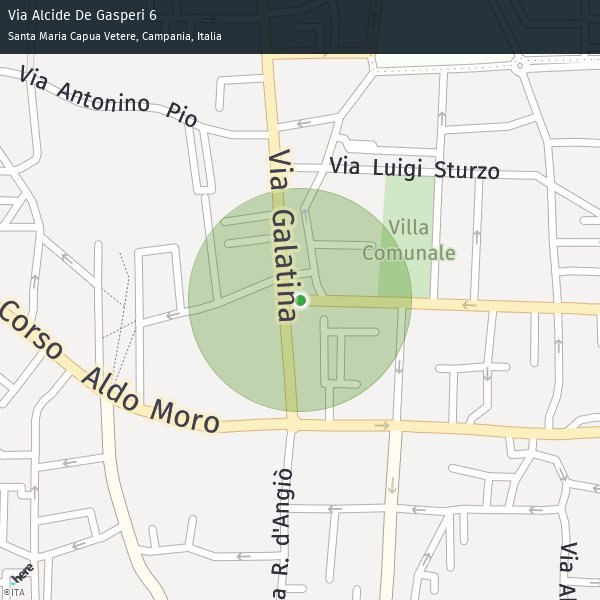 Via Alcide De Gasperi 6
Santa Maria Capua Vetere, Campania, Italia
Via Antonino Pio
Via Luigi Sturzo
Via Galatina
Villa
Comunale
Corso Aldo Moro
a R. d'Angiò
Via Al
here
©ITA